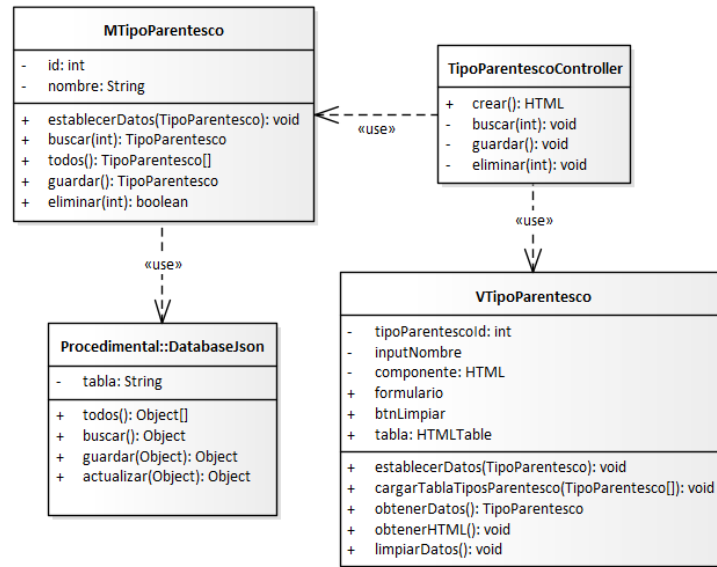 MTipoParentesco
- id: int
- nombre: String
+ establecerDatos(TipoParentesco): void
+ buscar(int): TipoParentesco
+ todos(): TipoParentesco[]
+ guardar(): TipoParentesco
+ eliminar(int): boolean
TipoParentescoController
+ crear(): HTML
- buscar(int): void
- guardar(): void
- eliminar(int): void
«use»
«use»
«use»
Procedimental::DatabaseJson
- tabla: String
+ todos(): Object[]
+ buscar(): Object
+ guardar(Object): Object
+ actualizar(Object): Object
VTipoParentesco
- tipoParentescoId: int
- inputNombre
- componente: HTML
+ formulario
+ btnLimpiar
+ tabla: HTMLTable
+ establecerDatos(TipoParentesco): void
+ cargarTablaTiposParentesco(TipoParentesco[]): void
+ obtenerDatos(): TipoParentesco
+ obtenerHTML(): void
+ limpiarDatos(): void